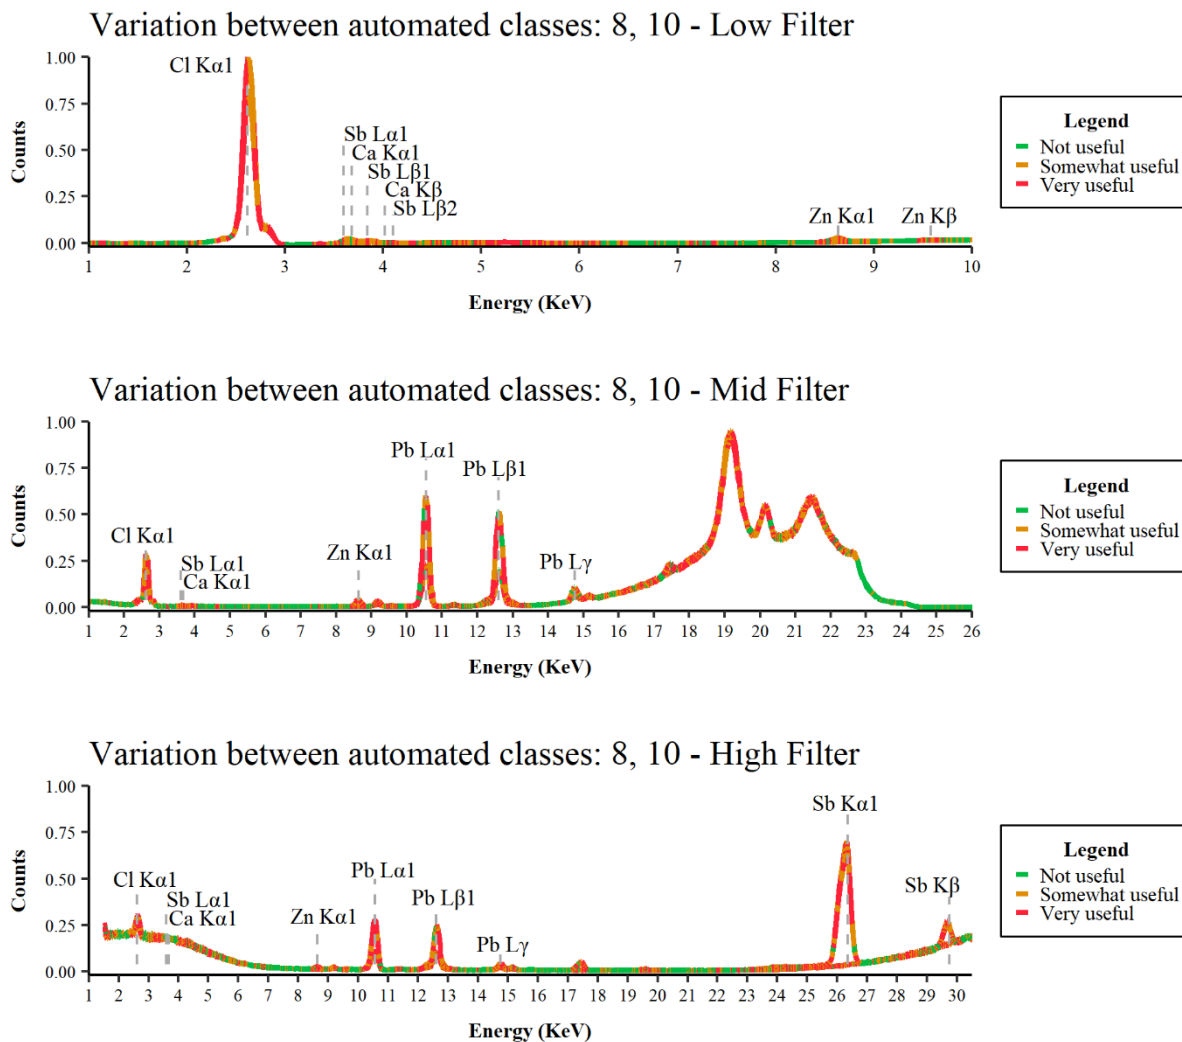 Variation between automated classes: 8, 10 - Low Filter
1.00
0.75
0.50
0.25
0.00
Counts
Cl Kα1
Sb Lα1
Ca Kα1
Sb Lβ1
Ca Kβ
Sb Lβ2
Zn Kα1
Zn Kβ
1 2 3 4 5 6 7 8 9 10
Energy (KeV)
Legend
Not useful
Somewhat useful
Very useful
Variation between automated classes: 8, 10 - Mid Filter
1.00
0.75
0.50
0.25
0.00
Counts
Cl Kα1
Sb Lα1
Ca Kα1
Zn Kα1
Pb Lα1
Pb Lβ1
Pb Lγ
1 2 3 4 5 6 7 8 9 10 11 12 13 14 15 16 17 18 19 20 21 22 23 24 25 26
Energy (KeV)
Legend
Not useful
Somewhat useful
Very useful
Variation between automated classes: 8, 10 - High Filter
1.00
0.75
0.50
0.25
0.00
Counts
Cl Kα1
Sb Lα1
Ca Kα1
Zn Kα1
Pb Lα1
Pb Lβ1
Pb Lγ
Sb Kα1
Sb Kβ
1 2 3 4 5 6 7 8 9 10 11 12 13 14 15 16 17 18 19 20 21 22 23 24 25 26 27 28 29 30
Energy (KeV)
Legend
Not useful
Somewhat useful
Very useful